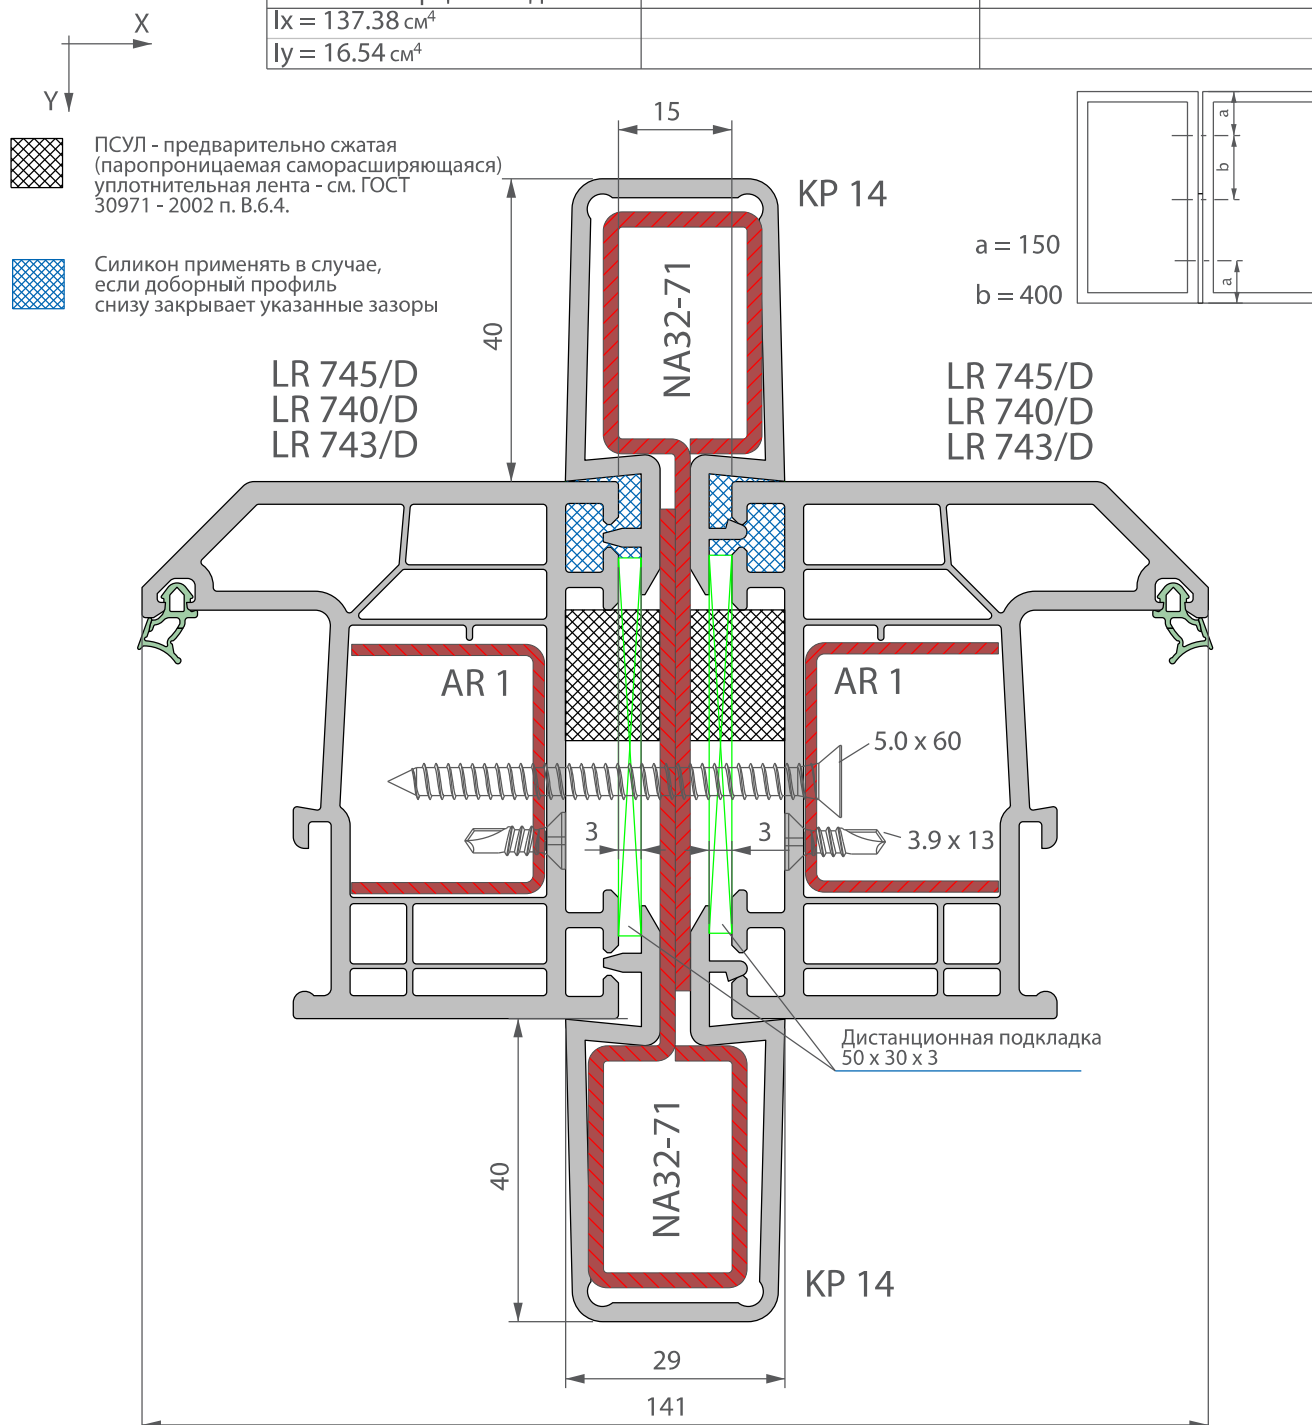 Ix = 137.38 см⁴
Iy = 16.54 см⁴
X
Y
ПСУЛ - предварительно сжатая
(паропроницаемая саморасширяющаяся)
уплотнительная лента - см. ГОСТ
30971 - 2002 п. В.6.4.
Силикон применять в случае,
если доборный профиль
снизу закрывает указанные зазоры
15
KP 14
40
NA32-71
a
b
a
a = 150
b = 400
LR 745/D
LR 740/D
LR 743/D
LR 745/D
LR 740/D
LR 743/D
AR 1
AR 1
5.0 x 60
3
3
3.9 x 13
Дистанционная подкладка
50 x 30 x 3
40
NA32-71
KP 14
29
141